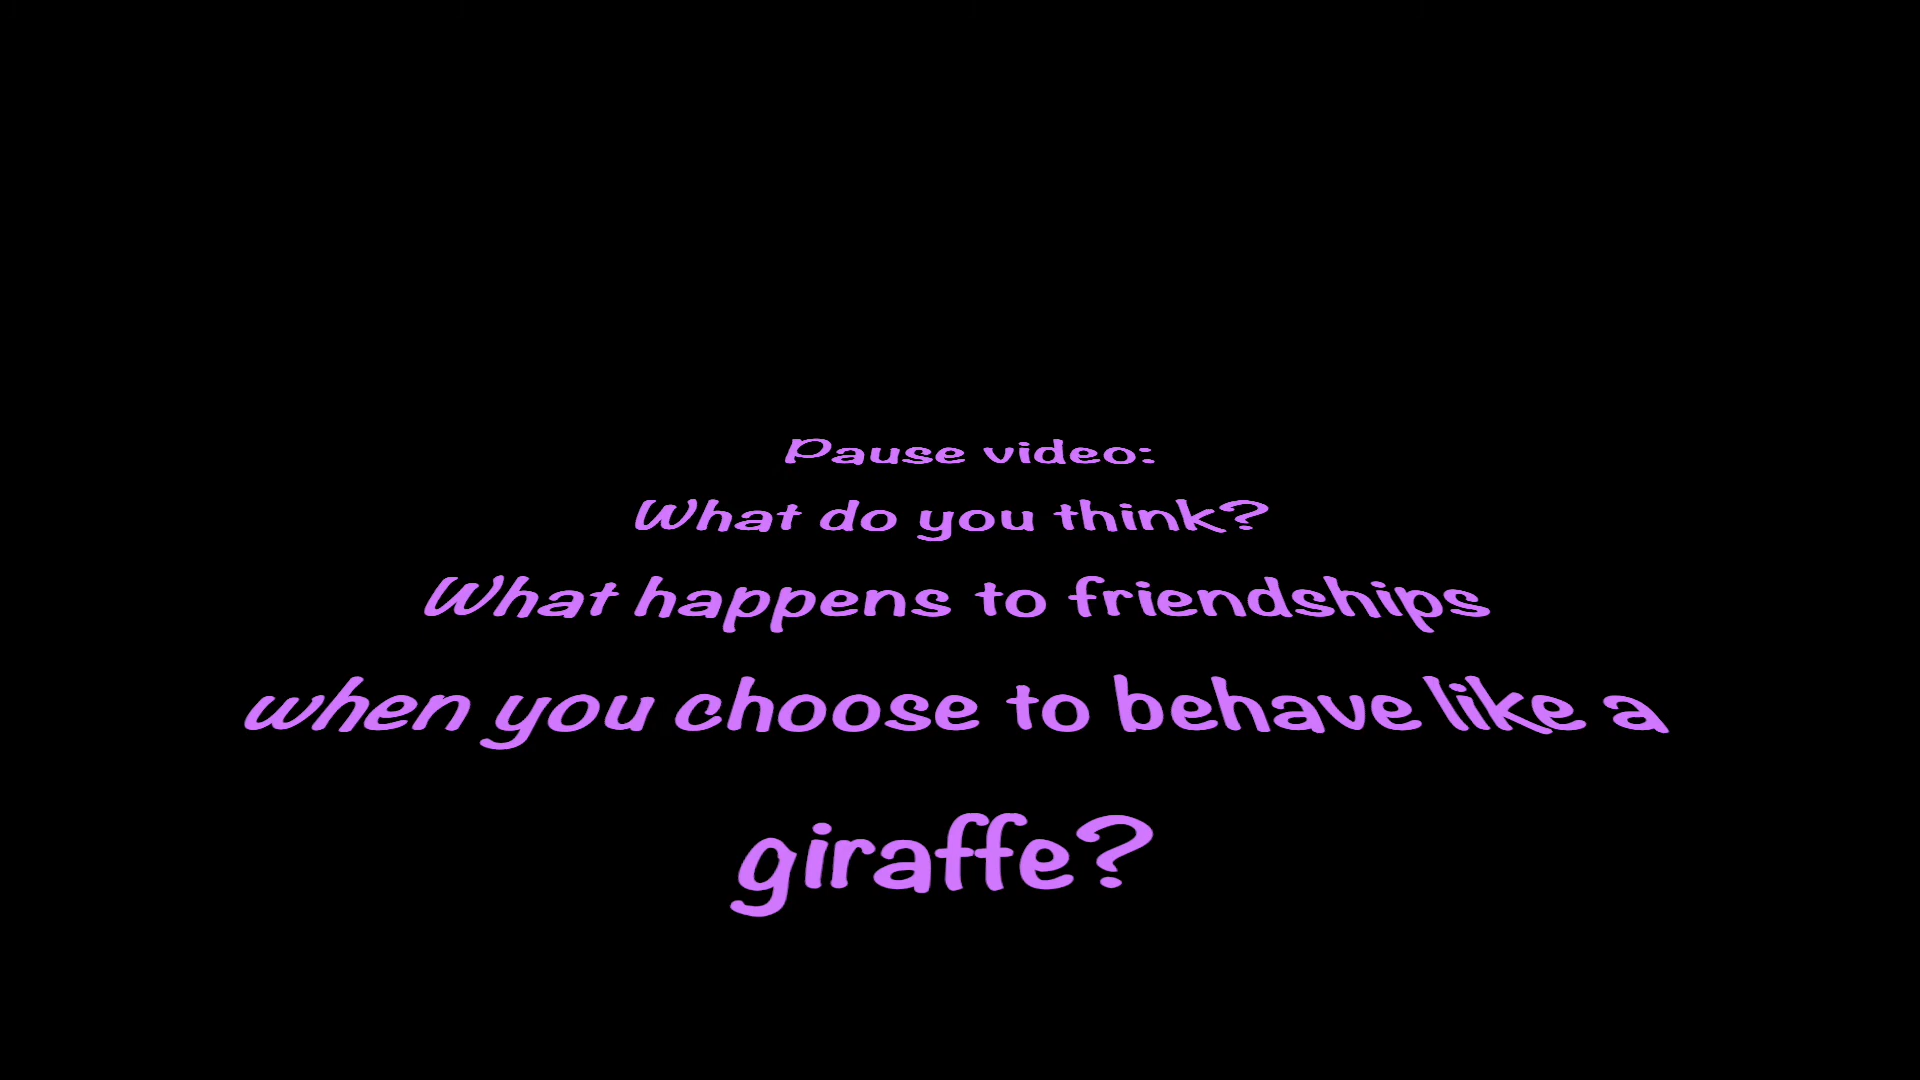 Pause video:
What do you think?
What happens to friendships
when you choose to behave like a
giraffe?